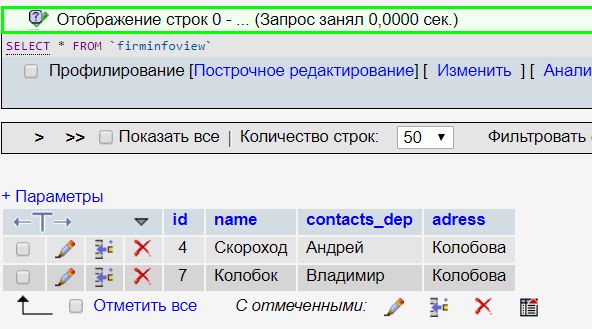 Отображение строк 0 - ... (Запрос занял 0,0000 сек.)
SELECT * FROM `firminfoview`
Профилирование [Построчное редактирование] [ Изменить ] [ Анали
> >> Показать все | Количество строк: 50 Фильтровать
+ Параметры
id name contacts_dep adress
4 Скороход Андрей Колобова
7 Колобок Владимир Колобова
Отметить все С отмеченными: